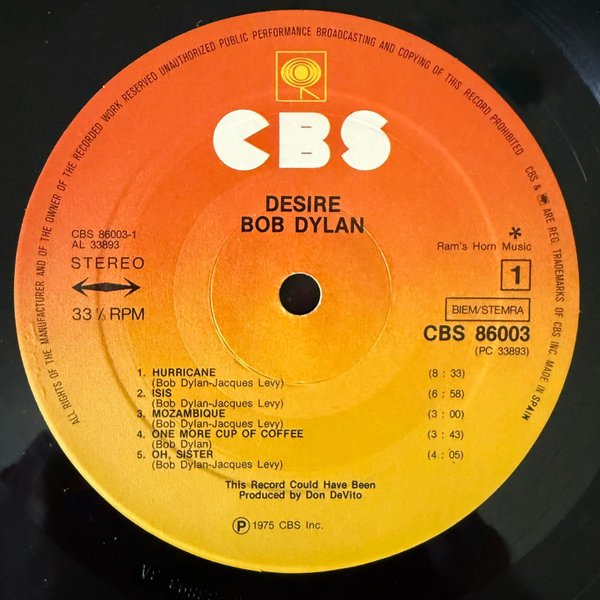 ALL RIGHTS OF THE MANUFACTURER AND OF THE OWNER OF THE RECORDED WORK RESERVED UNAUTHORIZED PUBLIC PERFORMANCE BROADCASTING AND COPYING OF THIS RECORD PROHIBITED CBS & ARE REG. TRADEMARKS OF CBS INC. MADE IN SPAIN
CBS
DESIRE
BOB DYLAN
CBS 86003-1
AL 33893
STEREO
33 ⅓ RPM
*
Ram's Horn Music
1
BIEM/STEMRA
CBS 86003
(PC 33893)
1. HURRICANE (8 : 33)
(Bob Dylan-Jacques Levy)
2. ISIS (6 : 58)
(Bob Dylan-Jacques Levy)
3. MOZAMBIQUE (3 : 00)
(Bob Dylan-Jacques Levy)
4. ONE MORE CUP OF COFFEE (3 : 43)
(Bob Dylan)
5. OH, SISTER (4 : 05)
(Bob Dylan-Jacques Levy)
This Record Could Have Been
Produced by Don DeVito
Ⓟ 1975 CBS Inc.